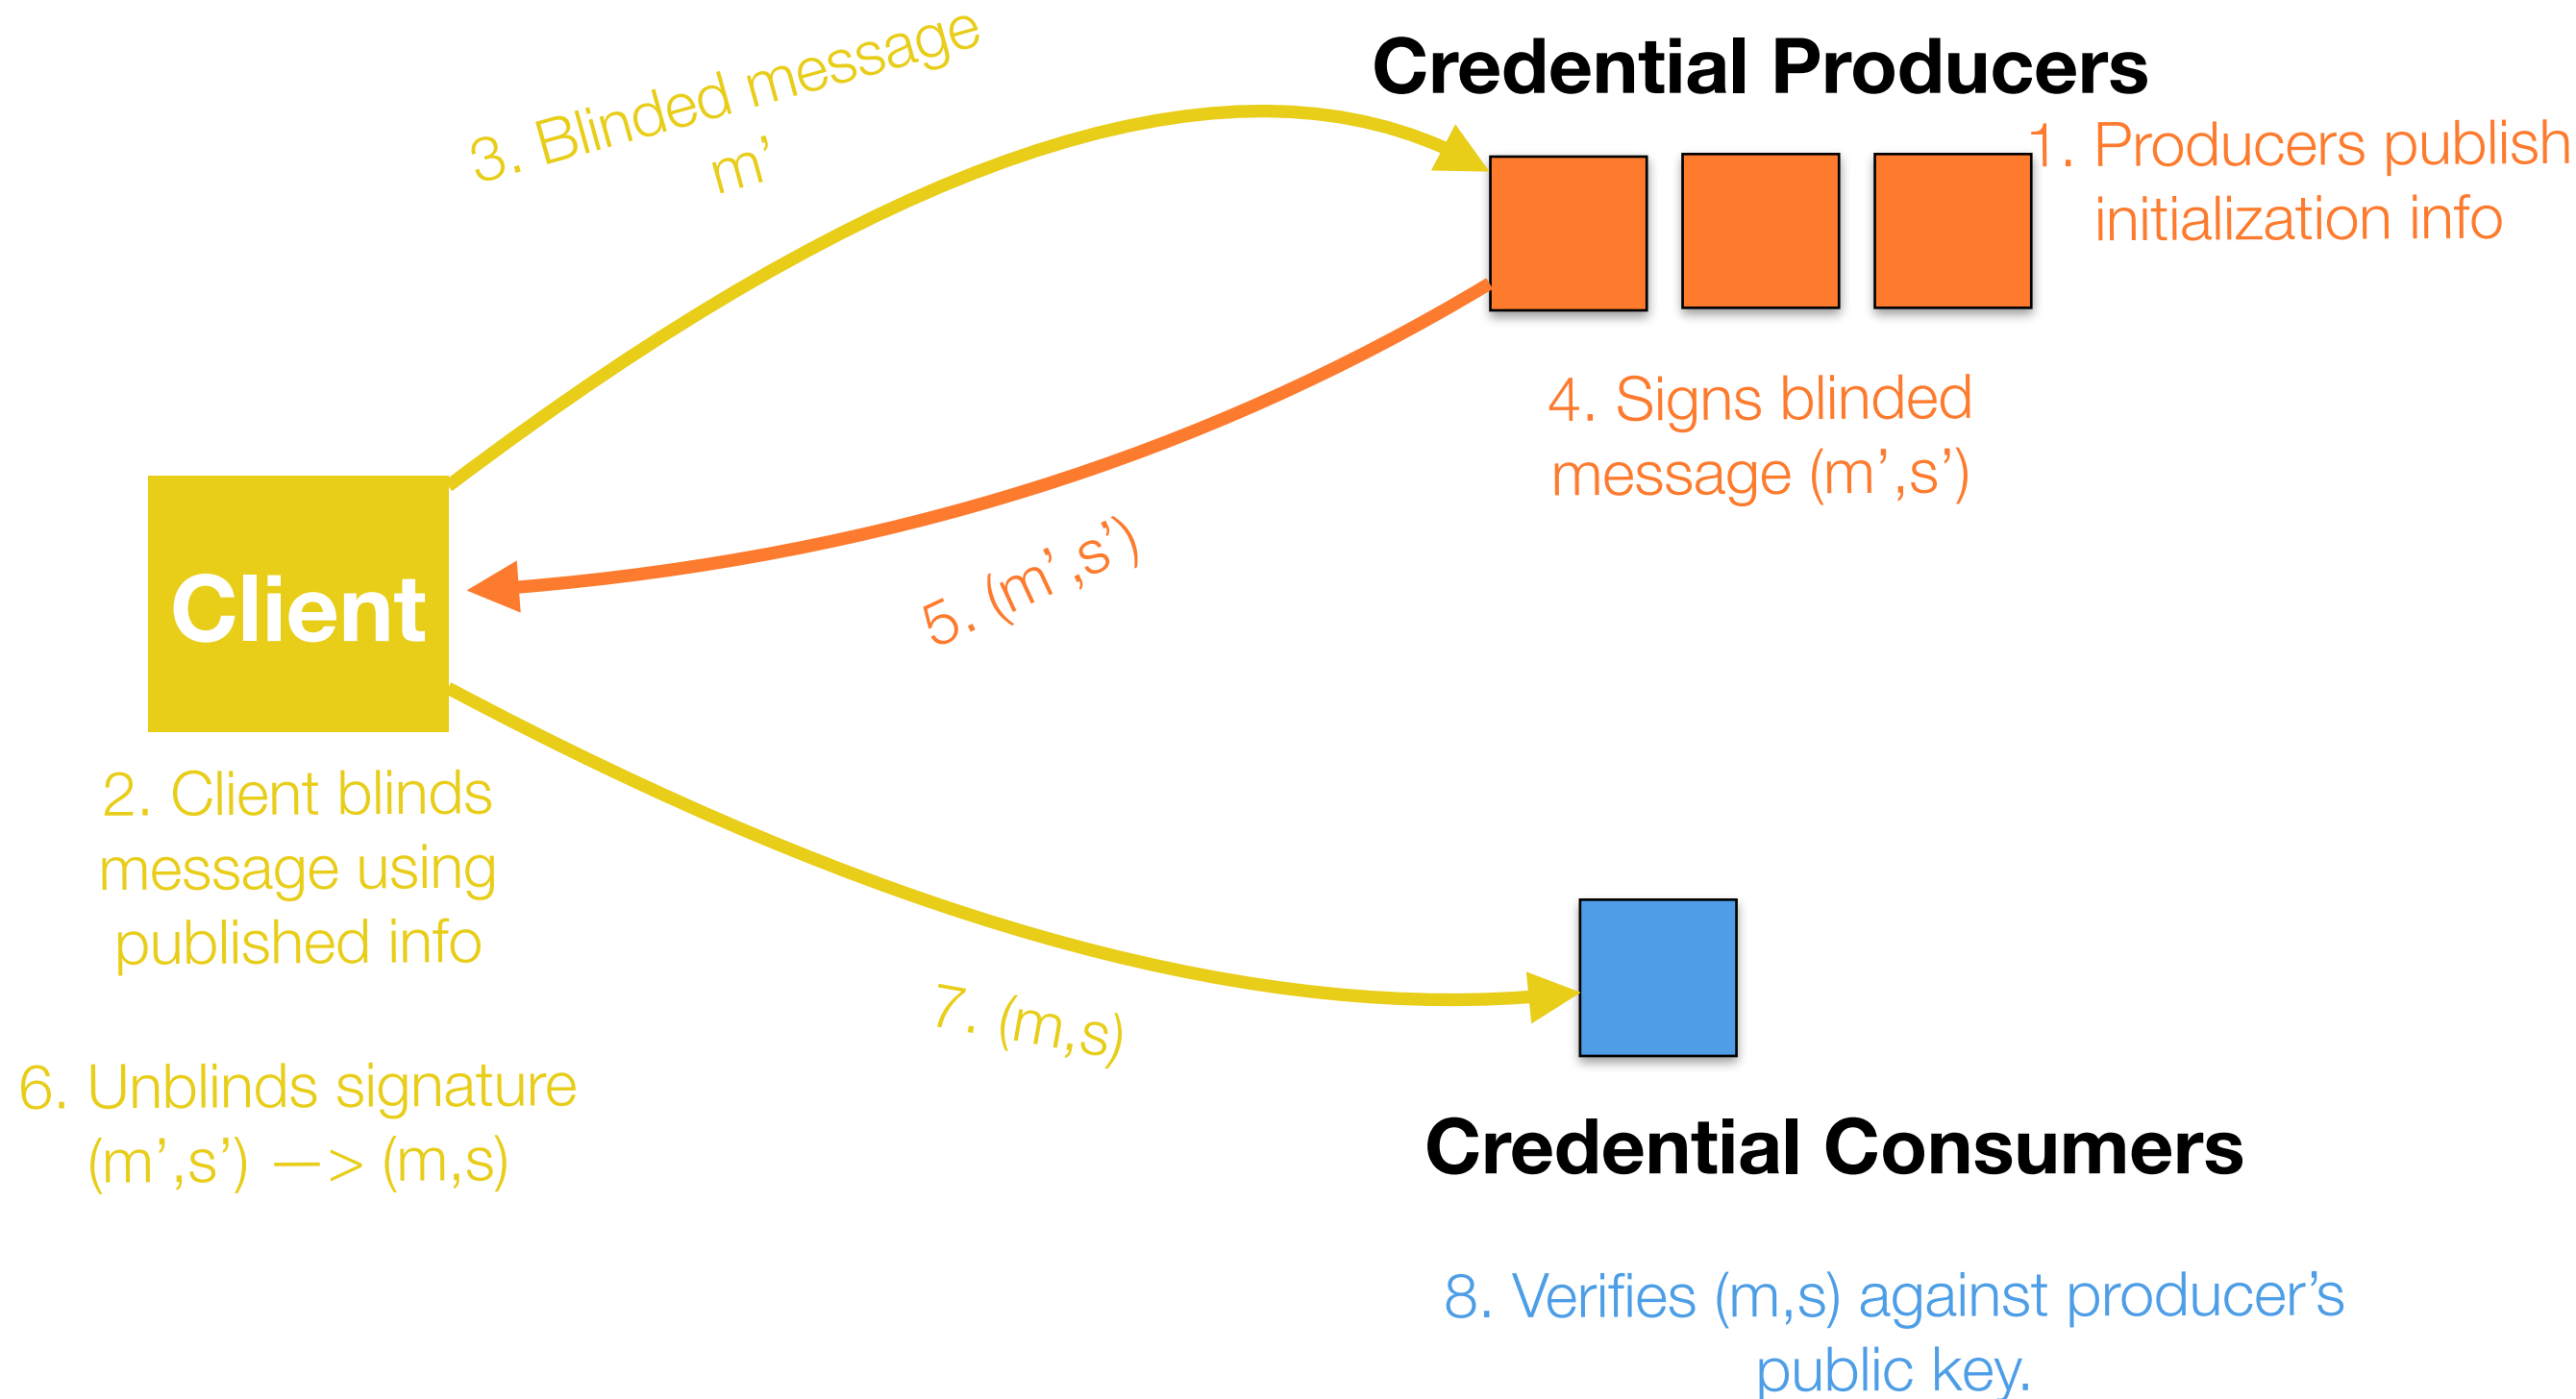 3. Blinded message
m’
Credential Producers
1. Producers publish
initialization info
4. Signs blinded
message (m’,s’)
Client
5. (m’,s’)
2. Client blinds
message using
published info
7. (m,s)
6. Unblinds signature
(m’,s’) —> (m,s)
Credential Consumers
8. Verifies (m,s) against producer’s
public key.